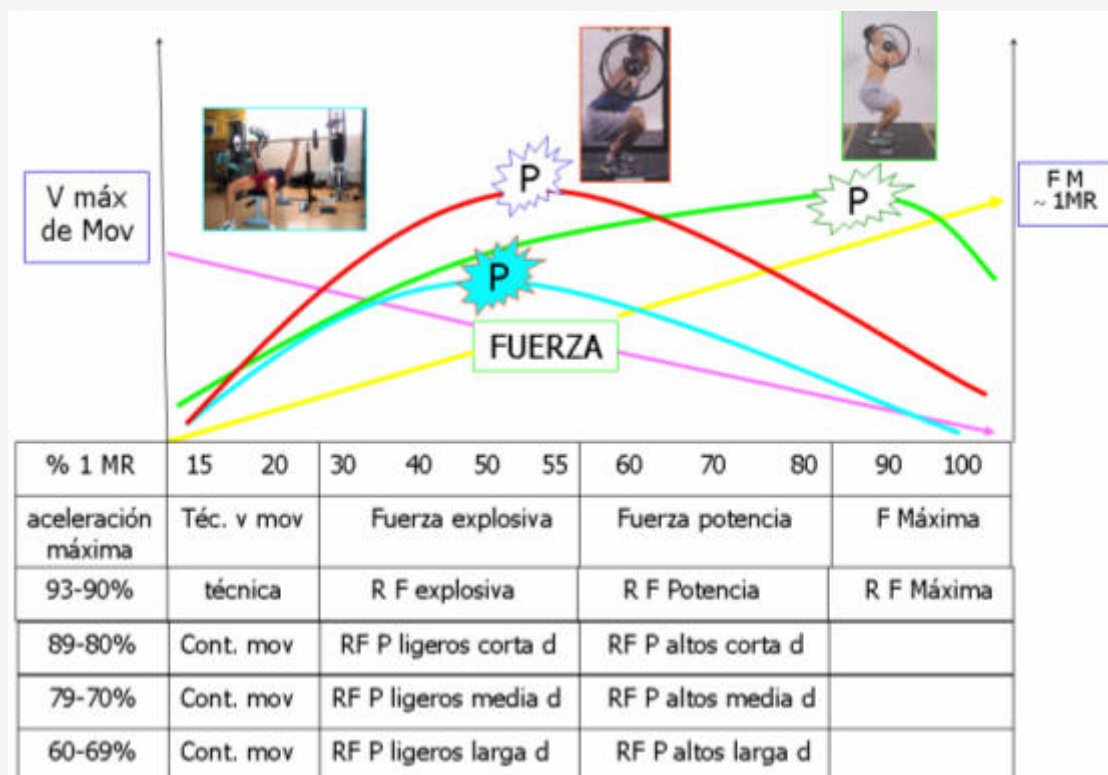 V máx
de Mov
P
P
P
F M
~ 1MR
FUERZA
% 1 MR 15 20 30 40 50 55 60 70 80 90 100
aceleración
máxima
Téc. v mov Fuerza explosiva Fuerza potencia F Máxima
93-90% técnica R F explosiva R F Potencia R F Máxima
89-80% Cont. mov RF P ligeros corta d RF P altos corta d
79-70% Cont. mov RF P ligeros media d RF P altos media d
60-69% Cont. mov RF P ligeros larga d RF P altos larga d